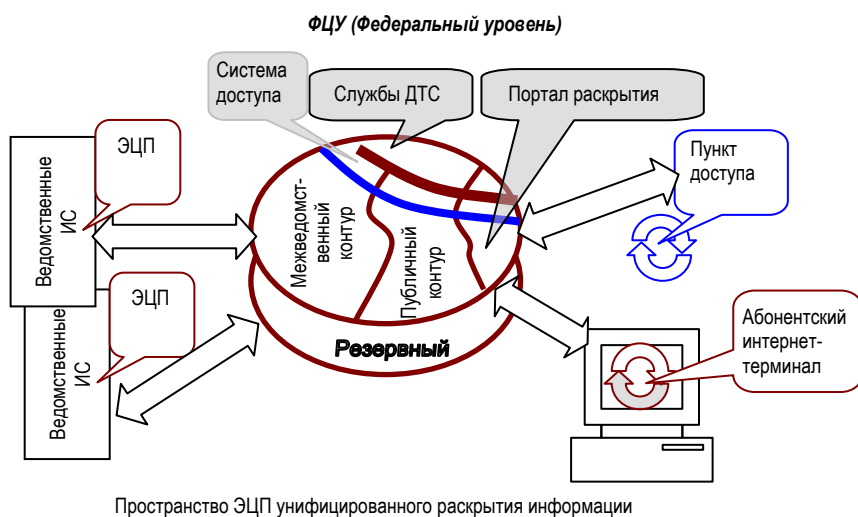 ФЦУ (Федеральный уровень)
Система
доступа
Службы ДТС
Портал раскрытия
ЭЦП
Ведомственные
ИС
Пункт
доступа
Межведомст-
венный
контур
Публичный
контур
ЭЦП
Ведомственные
ИС
Резервный
Абонентский
интернет-
терминал
Пространство ЭЦП унифицированного раскрытия информации